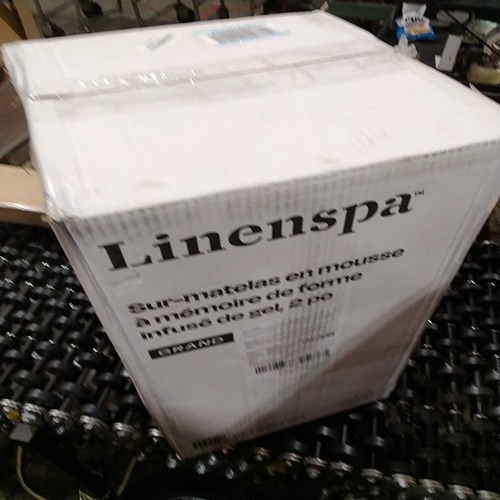 Linenspa™
Sur-matelas en mousse
à mémoire de forme
infusé de gel, 2 po
GRAND